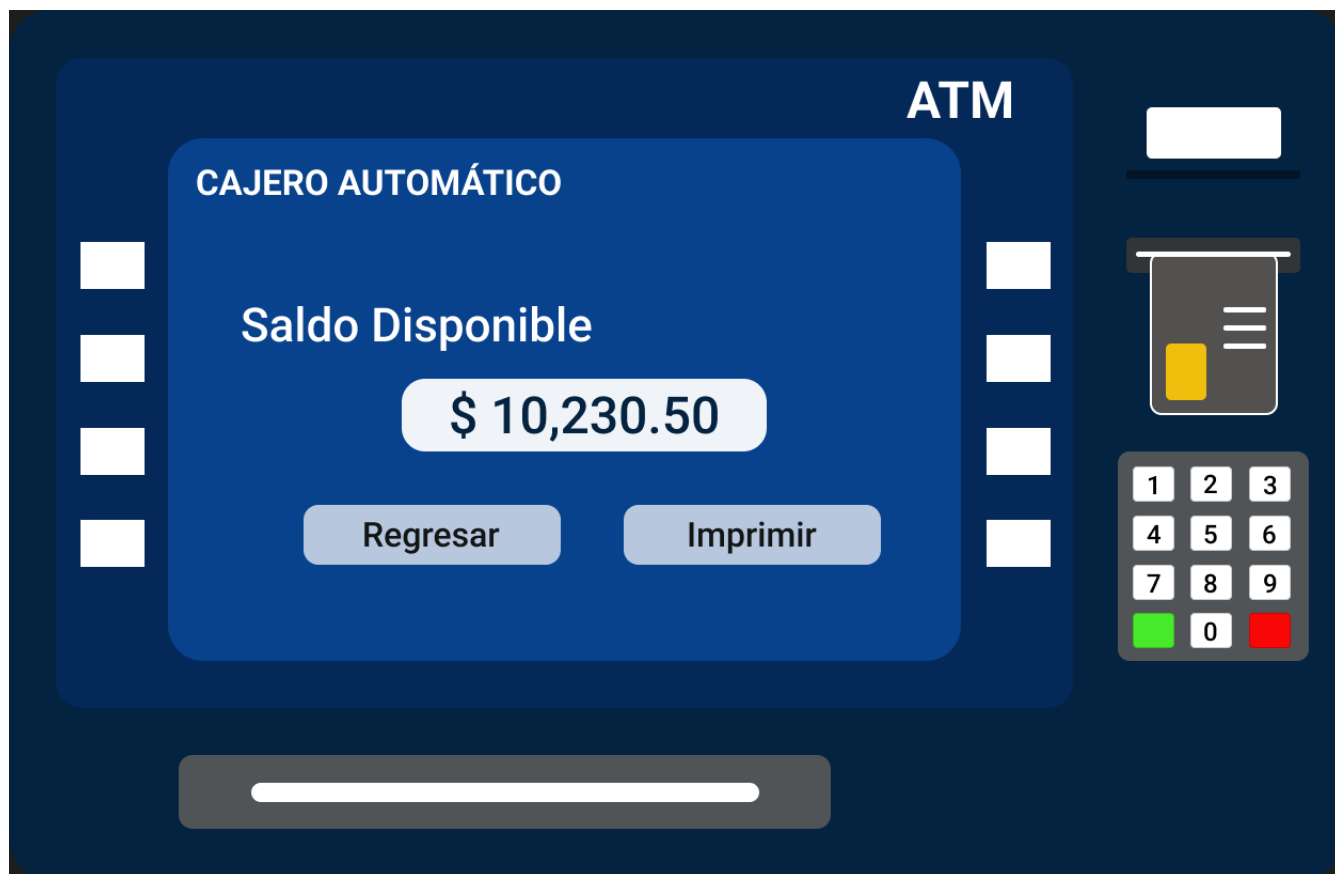 ATM
CAJERO AUTOMÁTICO
Saldo Disponible
$ 10,230.50
Regresar Imprimir
1 2 3
4 5 6
7 8 9
0